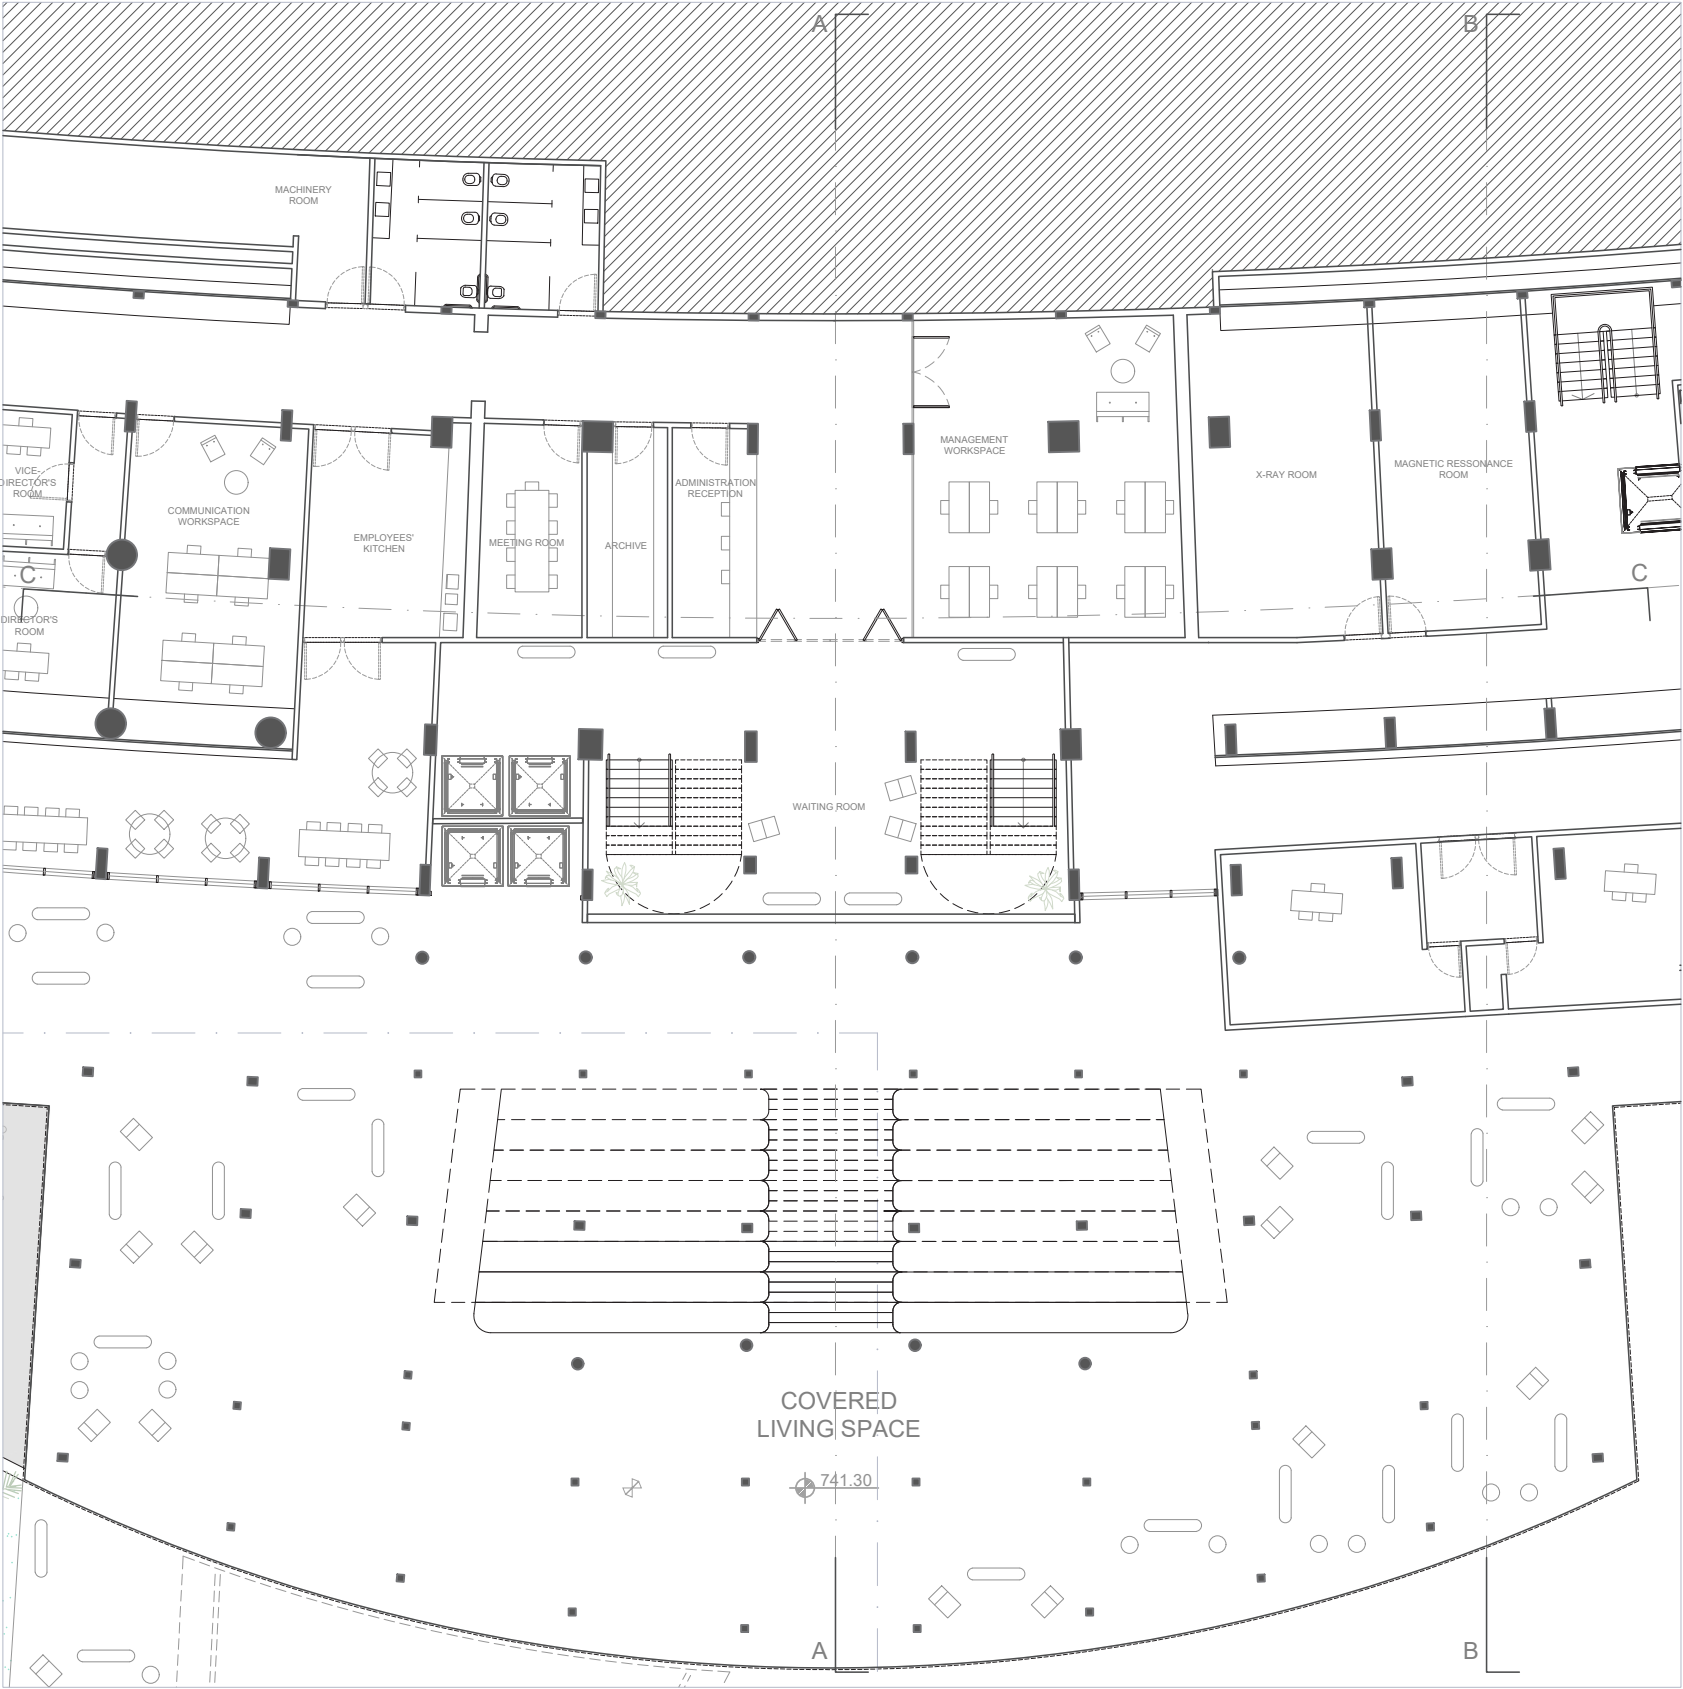 A
B
MACHINERY
ROOM
MANAGEMENT
WORKSPACE
X-RAY ROOM
MAGNETIC RESSONANCE
ROOM
VICE-
DIRECTOR'S
ROOM
COMMUNICATION
WORKSPACE
EMPLOYEES'
KITCHEN
MEETING ROOM
ARCHIVE
ADMINISTRATION
RECEPTION
C
C
DIRECTOR'S
ROOM
WAITING ROOM
COVERED
LIVING SPACE
741.30
A
B